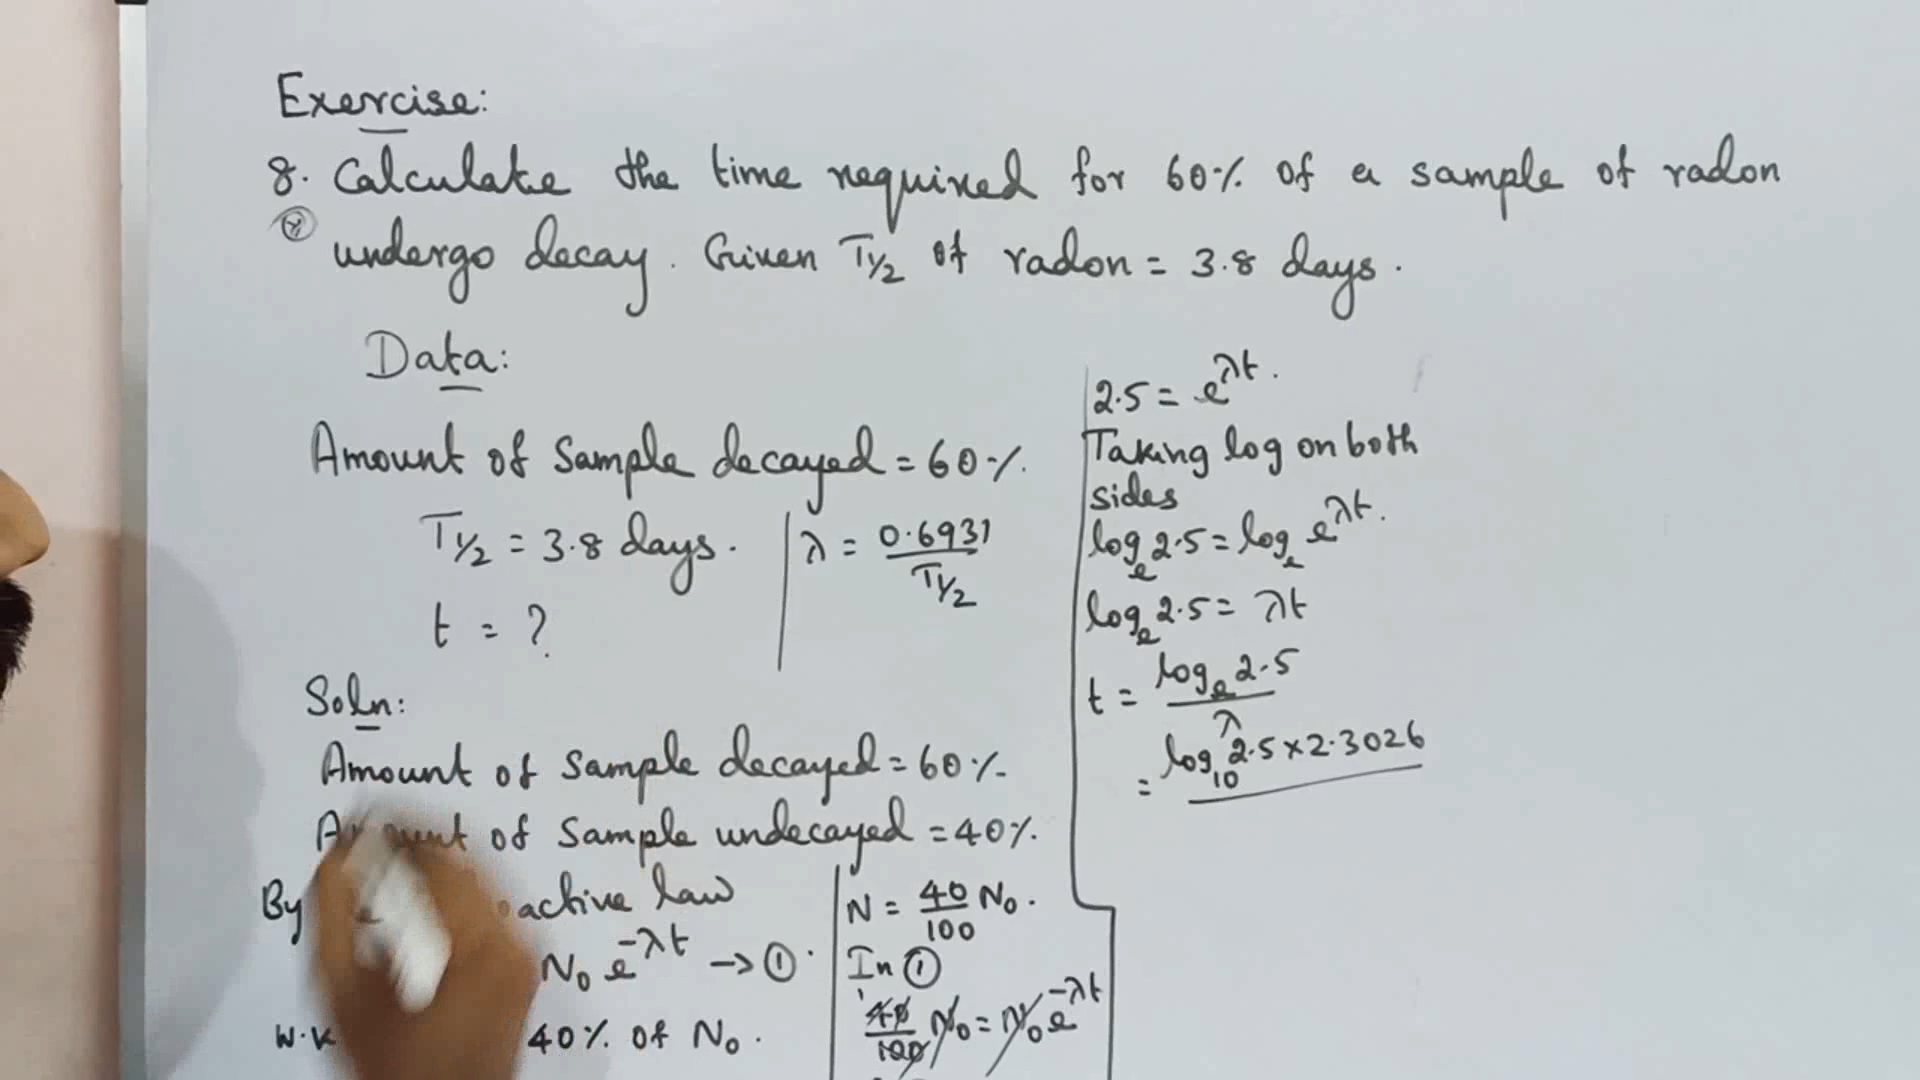 Exercise:
8. Calculate the time required for 60% of a sample of radon
undergo decay. Given T1/2 of radon = 3.8 days.
Data:
Amount of sample decayed = 60%.
T1/2 = 3.8 days. | λ = 0.6931 / T1/2
t = ?
Soln:
Amount of sample decayed = 60%.
Amount of sample undecayed = 40%.
By law
N₀ e^-λt → ①.
W.K 40% of N₀.
N = 40/100 N₀.
In ①
40/100 N₀ = N₀ e^-λt
2.5 = e^λt.
Taking log on both
sides
logₑ 2.5 = logₑ e^λt.
logₑ 2.5 = λt
t = logₑ 2.5 / λ
= log₁₀ 2.5 × 2.3026